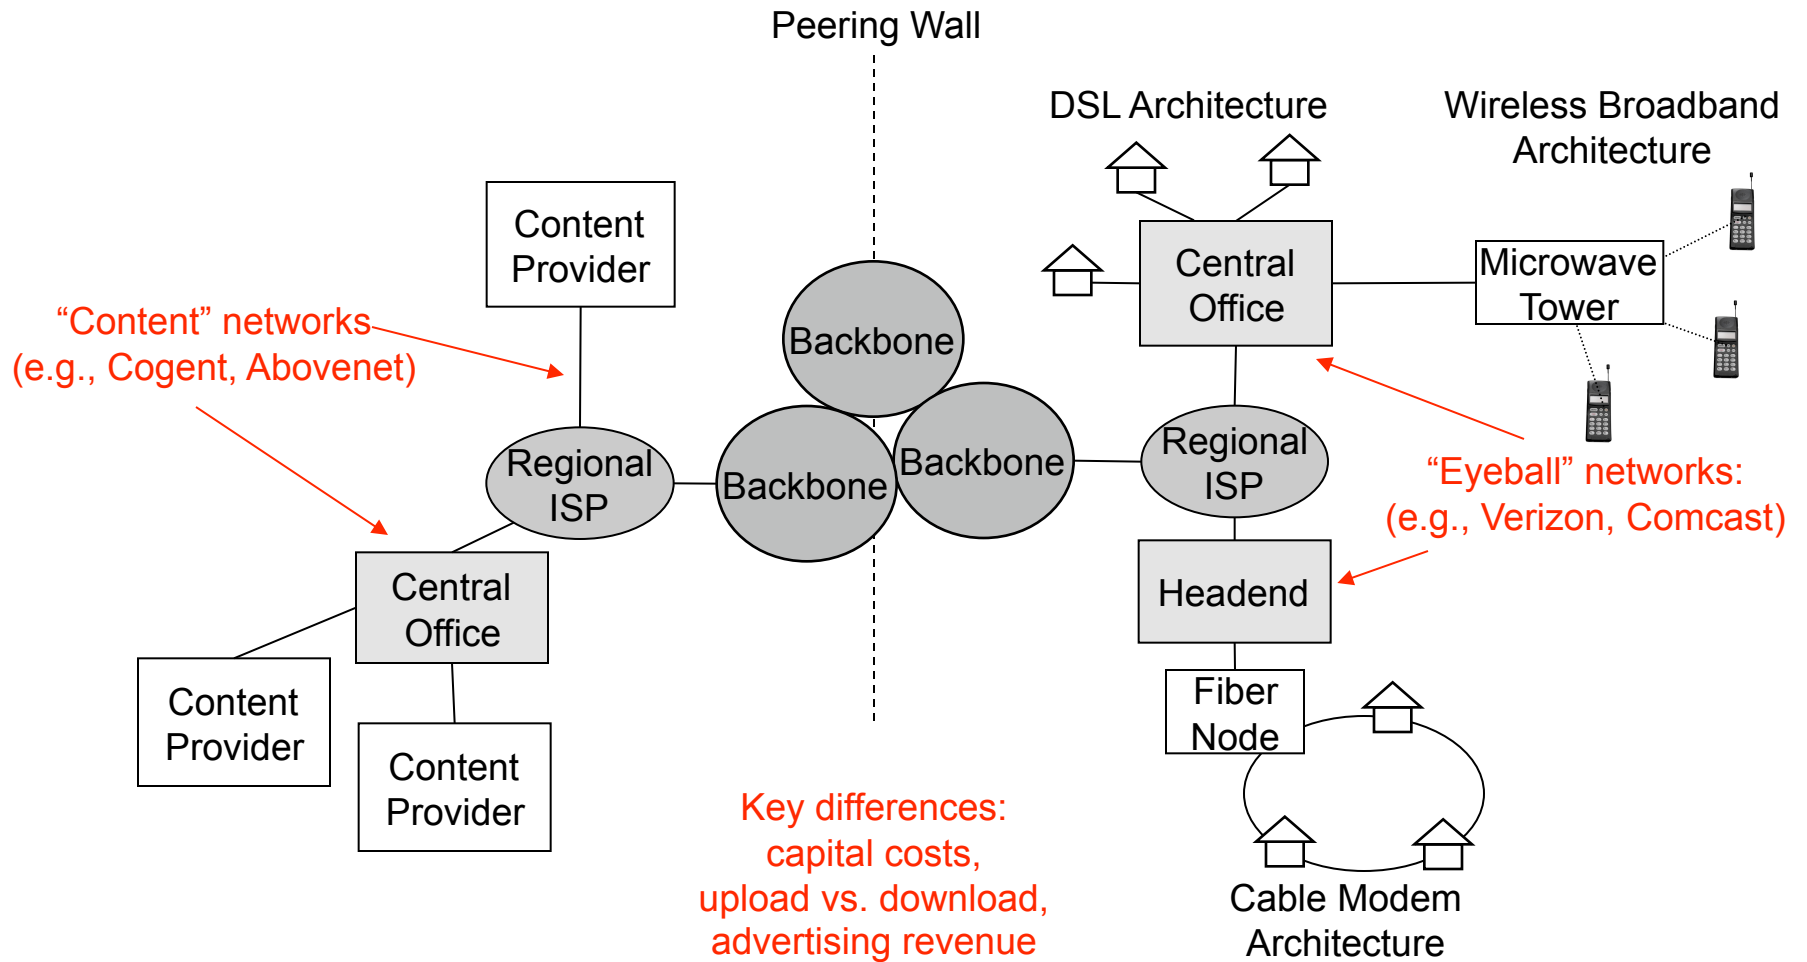 Peering Wall
DSL Architecture
Wireless Broadband
Architecture
Content
Provider
"Content" networks
(e.g., Cogent, Abovenet)
Backbone
Central
Office
Microwave
Tower
Regional
ISP
Backbone
Backbone
Regional
ISP
"Eyeball" networks:
(e.g., Verizon, Comcast)
Central
Office
Headend
Content
Provider
Content
Provider
Fiber
Node
Key differences:
capital costs,
upload vs. download,
advertising revenue
Cable Modem
Architecture